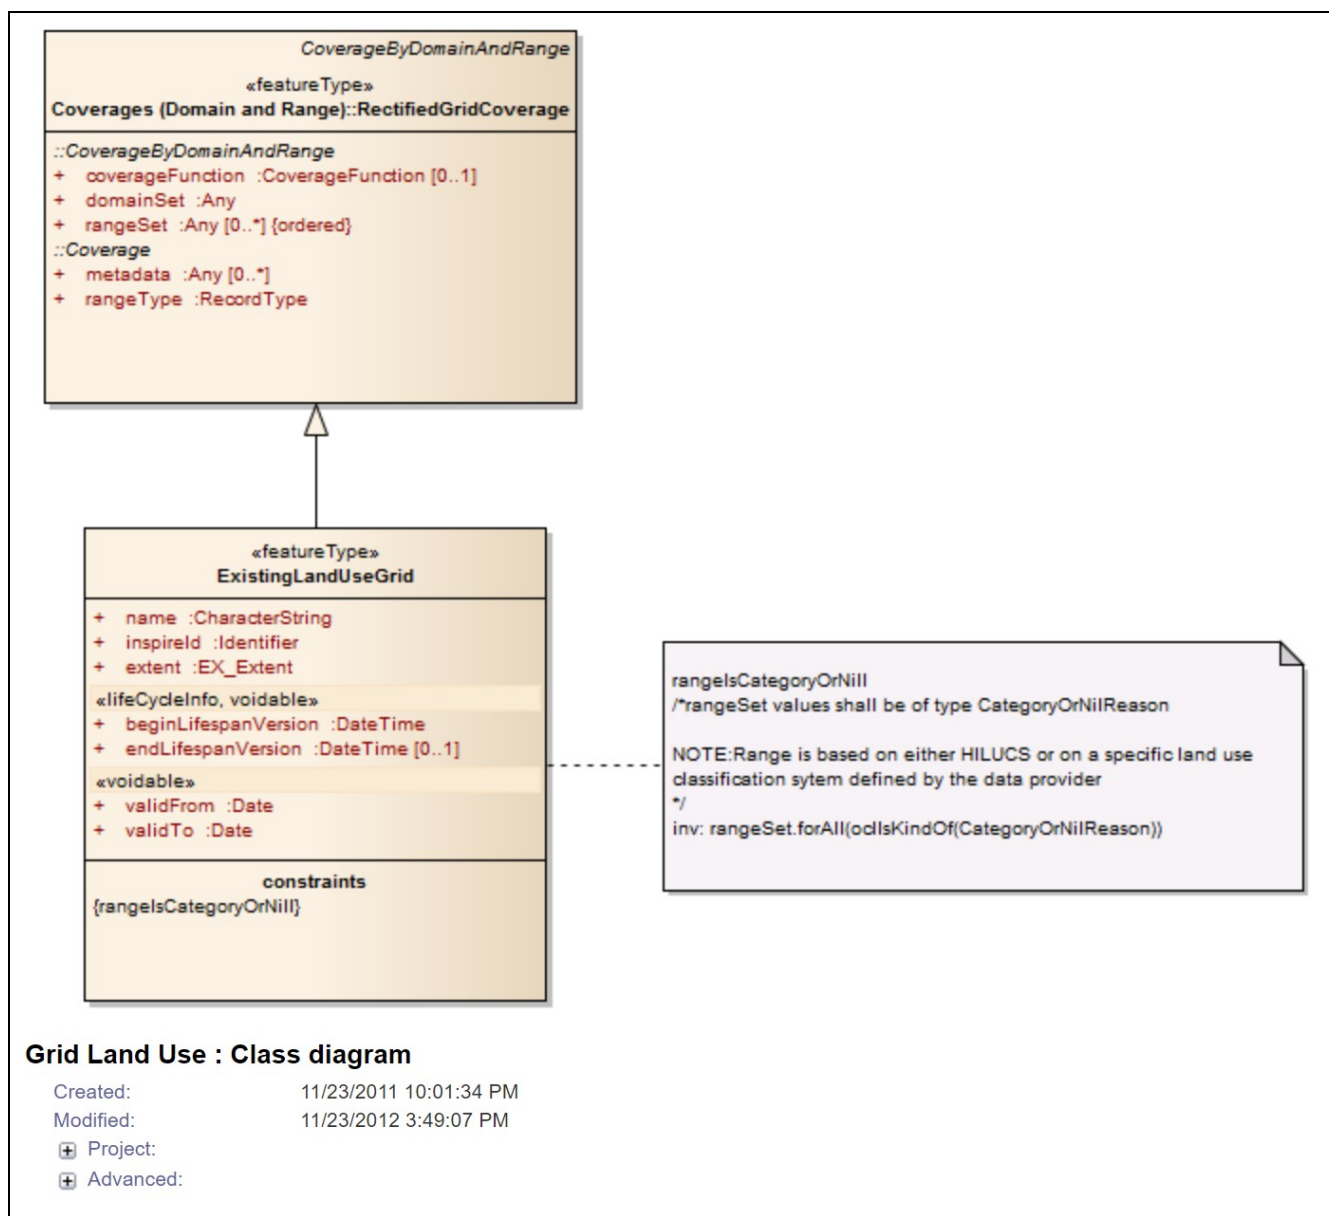 CoverageByDomainAndRange
«featureType»
Coverages (Domain and Range)::RectifiedGridCoverage
::CoverageByDomainAndRange
+ coverageFunction :CoverageFunction [0..1]
+ domainSet :Any
+ rangeSet :Any [0..*] {ordered}
::Coverage
+ metadata :Any [0..*]
+ rangeType :RecordType
«featureType»
ExistingLandUseGrid
+ name :CharacterString
+ inspireId :Identifier
+ extent :EX_Extent
«lifeCycleInfo, voidable»
+ beginLifespanVersion :DateTime
+ endLifespanVersion :DateTime [0..1]
«voidable»
+ validFrom :Date
+ validTo :Date
constraints
{rangeIsCategoryOrNill}
rangeIsCategoryOrNill
/*rangeSet values shall be of type CategoryOrNilReason
NOTE:Range is based on either HILUCS or on a specific land use
classification sytem defined by the data provider
*/
inv: rangeSet.forAll(oclIsKindOf(CategoryOrNilReason))
Grid Land Use : Class diagram
Created: 11/23/2011 10:01:34 PM
Modified: 11/23/2012 3:49:07 PM
Project:
Advanced: